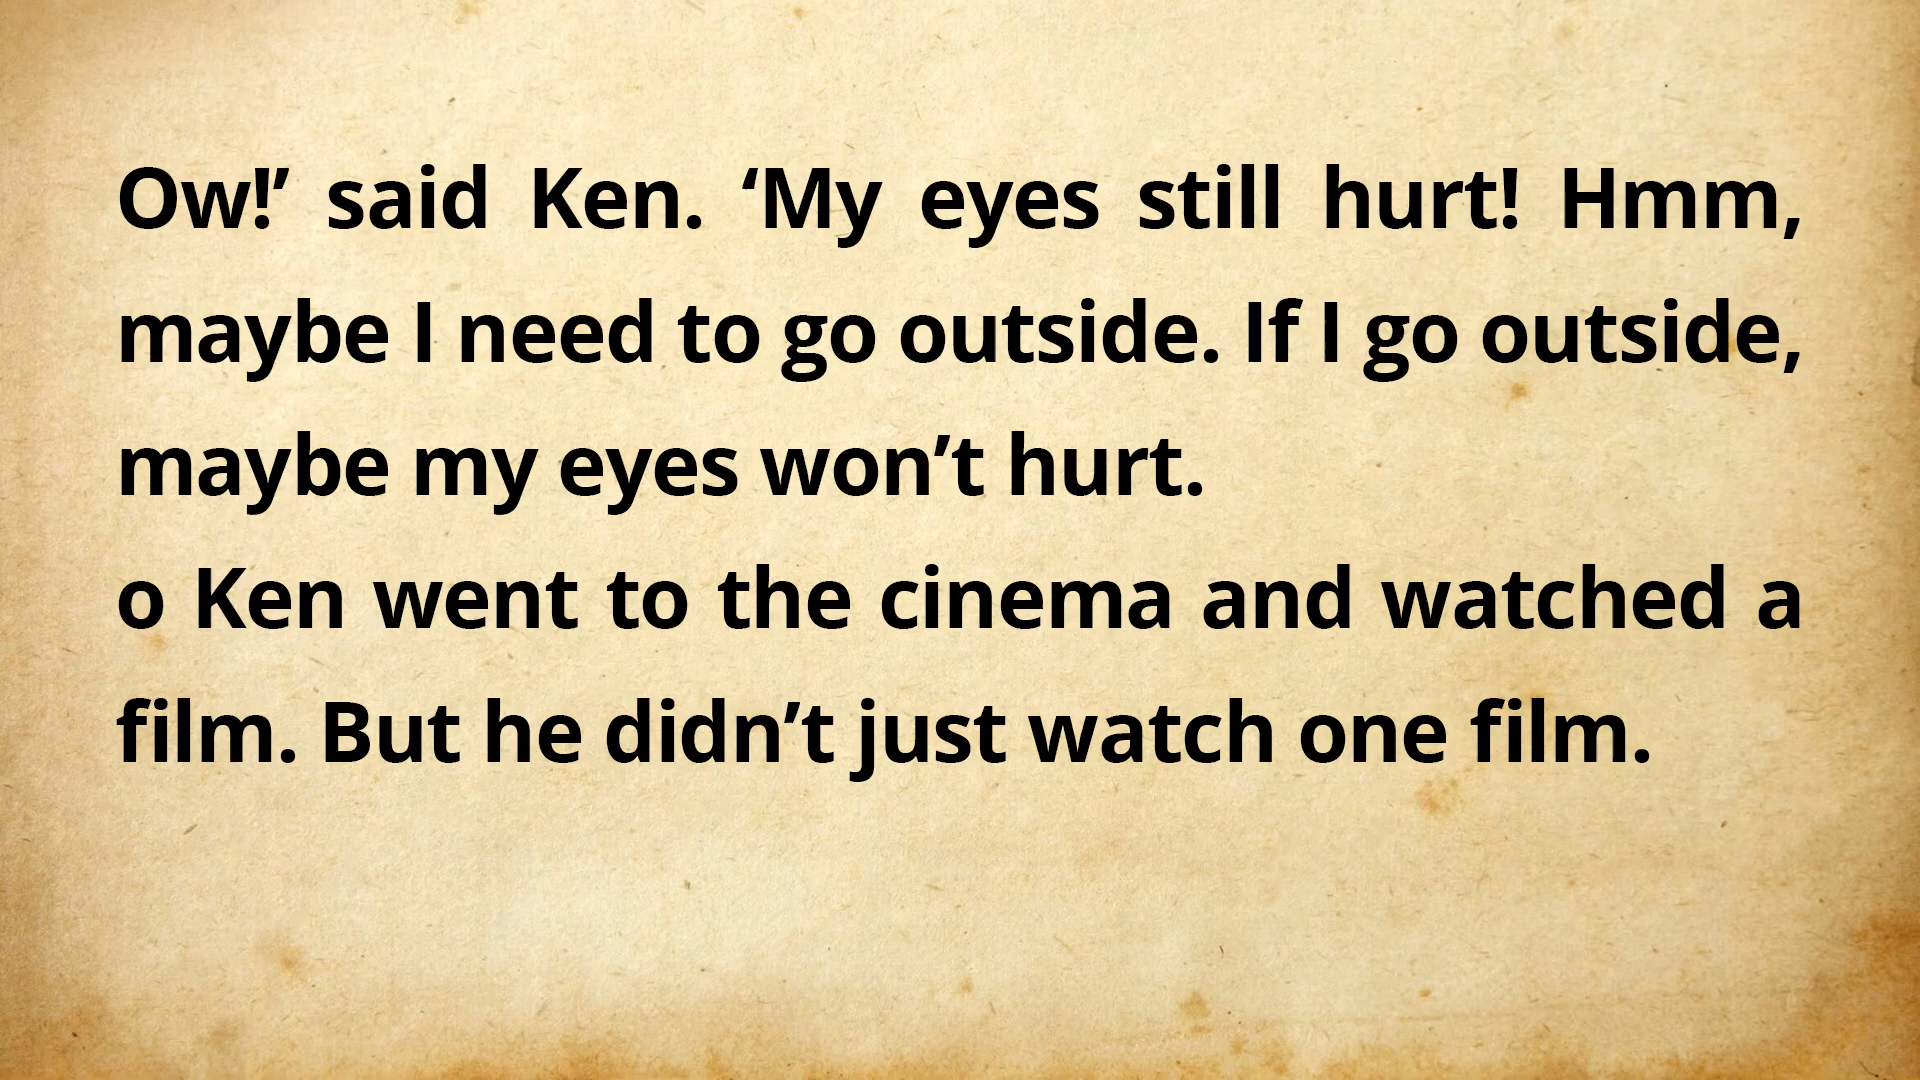 Ow!’ said Ken. ‘My eyes still hurt! Hmm,
maybe I need to go outside. If I go outside,
maybe my eyes won’t hurt.
o Ken went to the cinema and watched a
film. But he didn’t just watch one film.